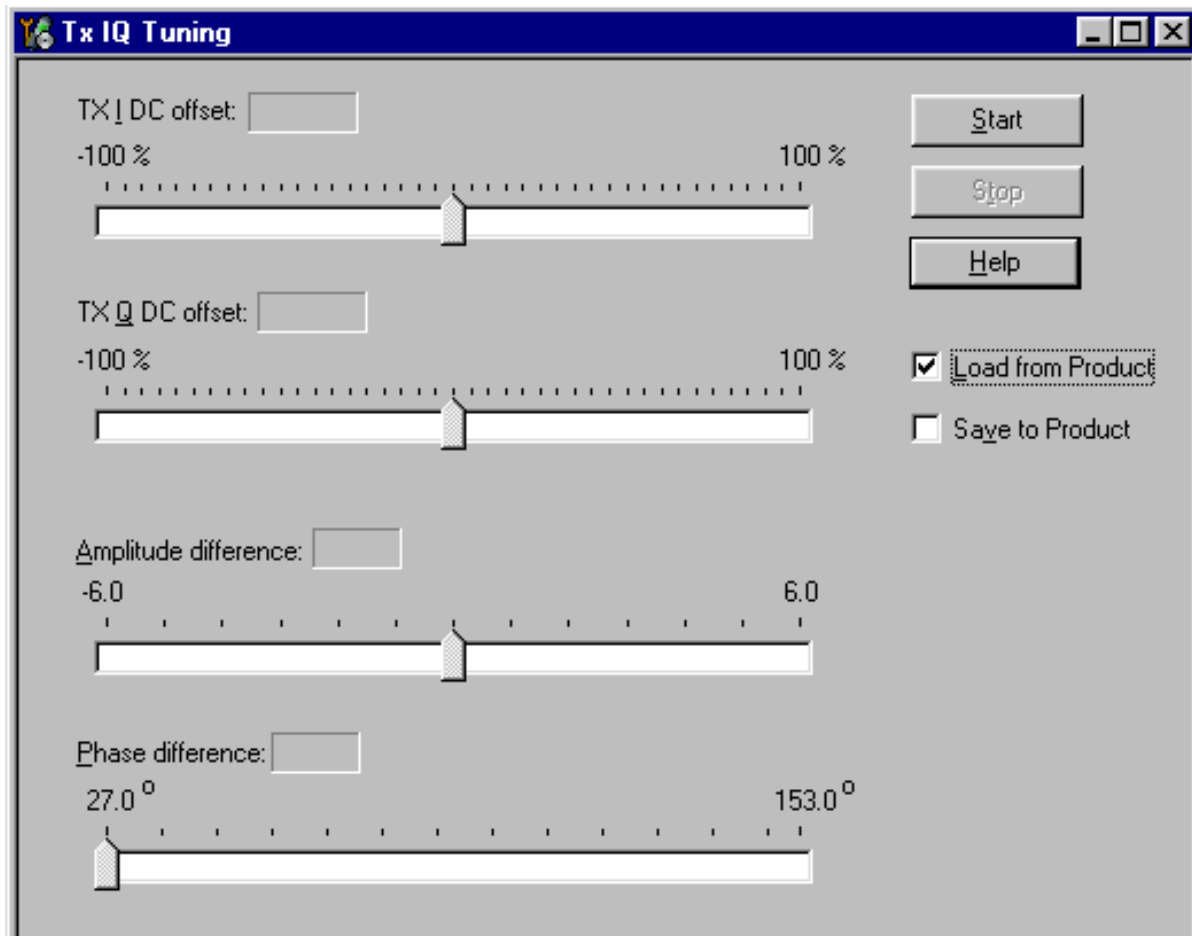 Tx IQ Tuning
TX I DC offset:
-100 % 100 %
Start
Stop
Help
TX Q DC offset:
-100 % 100 %
Load from Product
Save to Product
Amplitude difference:
-6.0 6.0
Phase difference:
27.0 º 153.0 º